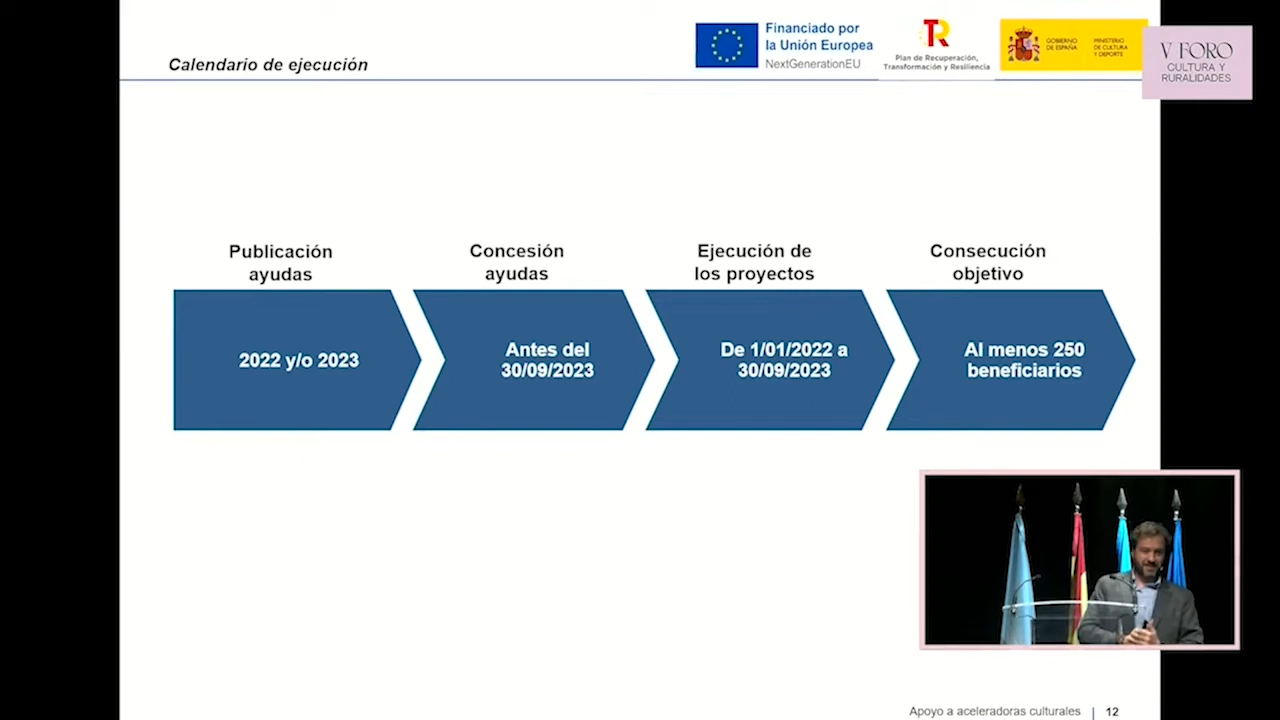 Calendario de ejecución
Financiado por
la Unión Europea
NextGenerationEU
Plan de Recuperación,
Transformación y Resiliencia
GOBIERNO
DE ESPAÑA
MINISTERIO
DE CULTURA
Y DEPORTE
V FORO
CULTURA Y
RURALIDADES
Publicación
ayudas
Concesión
ayudas
Ejecución de
los proyectos
Consecución
objetivo
2022 y/o 2023
Antes del
30/09/2023
De 1/01/2022 a
30/09/2023
Al menos 250
beneficiarios
Apoyo a aceleradoras culturales | 12